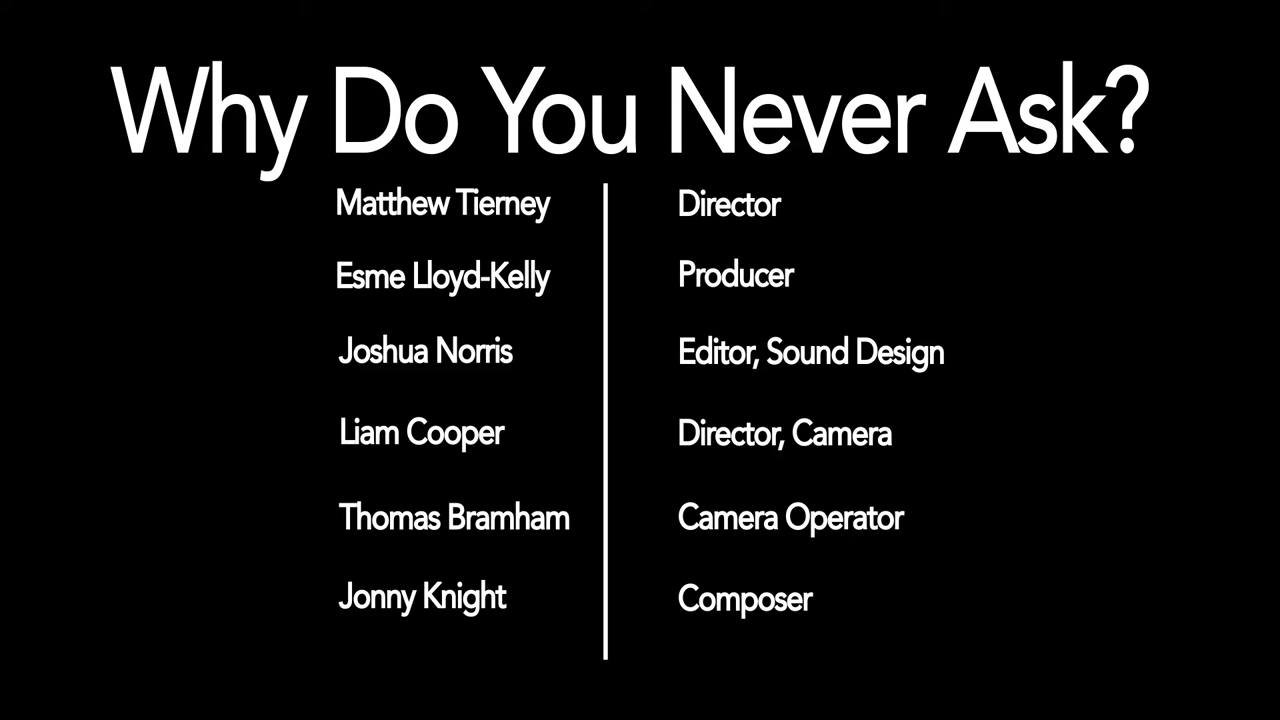 Why Do You Never Ask?
Matthew Tierney Director
Esme Lloyd-Kelly Producer
Joshua Norris Editor, Sound Design
Liam Cooper Director, Camera
Thomas Bramham Camera Operator
Jonny Knight Composer